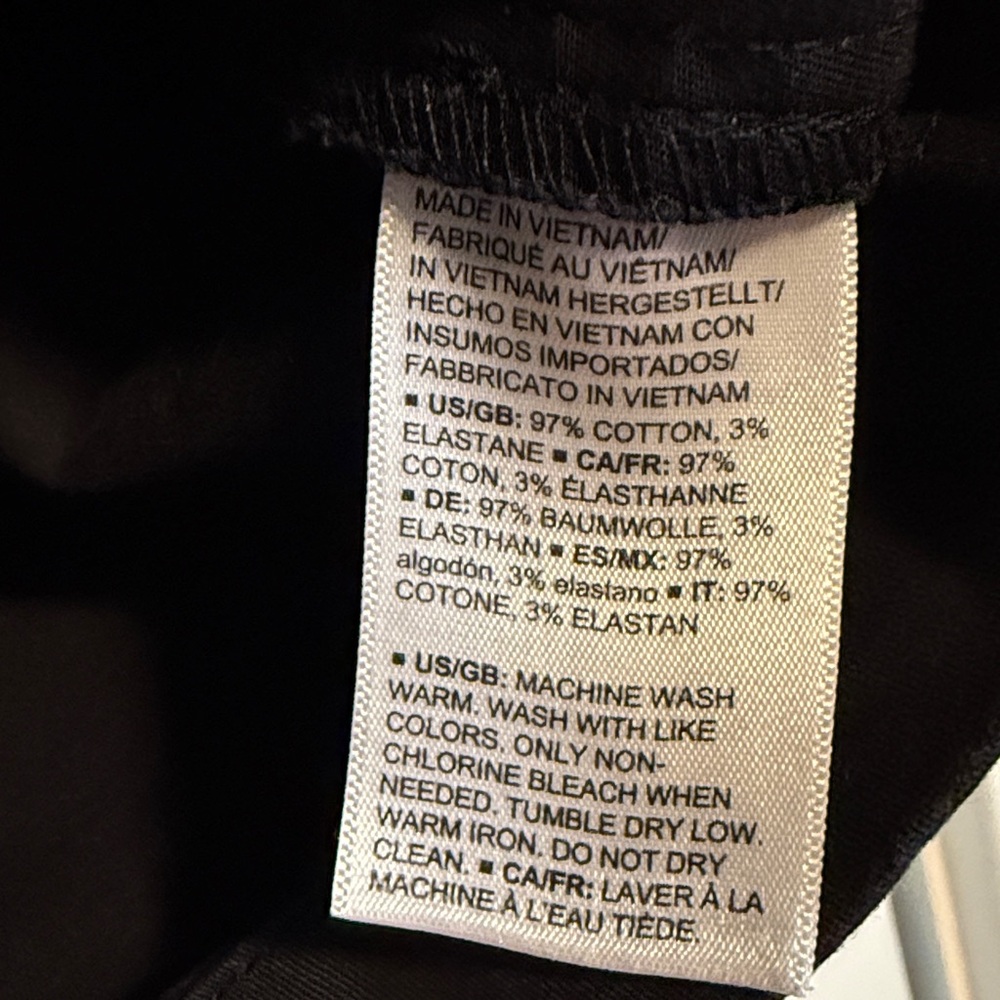 MADE IN VIETNAM/
FABRIQUÉ AU VIÊTNAM/
IN VIETNAM HERGESTELLT/
HECHO EN VIETNAM CON
INSUMOS IMPORTADOS/
FABBRICATO IN VIETNAM
▪ US/GB: 97% COTTON, 3%
ELASTANE ▪ CA/FR: 97%
COTON, 3% ÉLASTHANNE
▪ DE: 97% BAUMWOLLE, 3%
ELASTHAN ▪ ES/MX: 97%
algodón, 3% elastano ▪ IT: 97%
COTONE, 3% ELASTAN
▪ US/GB: MACHINE WASH
WARM. WASH WITH LIKE
COLORS. ONLY NON-
CHLORINE BLEACH WHEN
NEEDED. TUMBLE DRY LOW.
WARM IRON. DO NOT DRY
CLEAN. ▪ CA/FR: LAVER À LA
MACHINE À L'EAU TIÈDE.